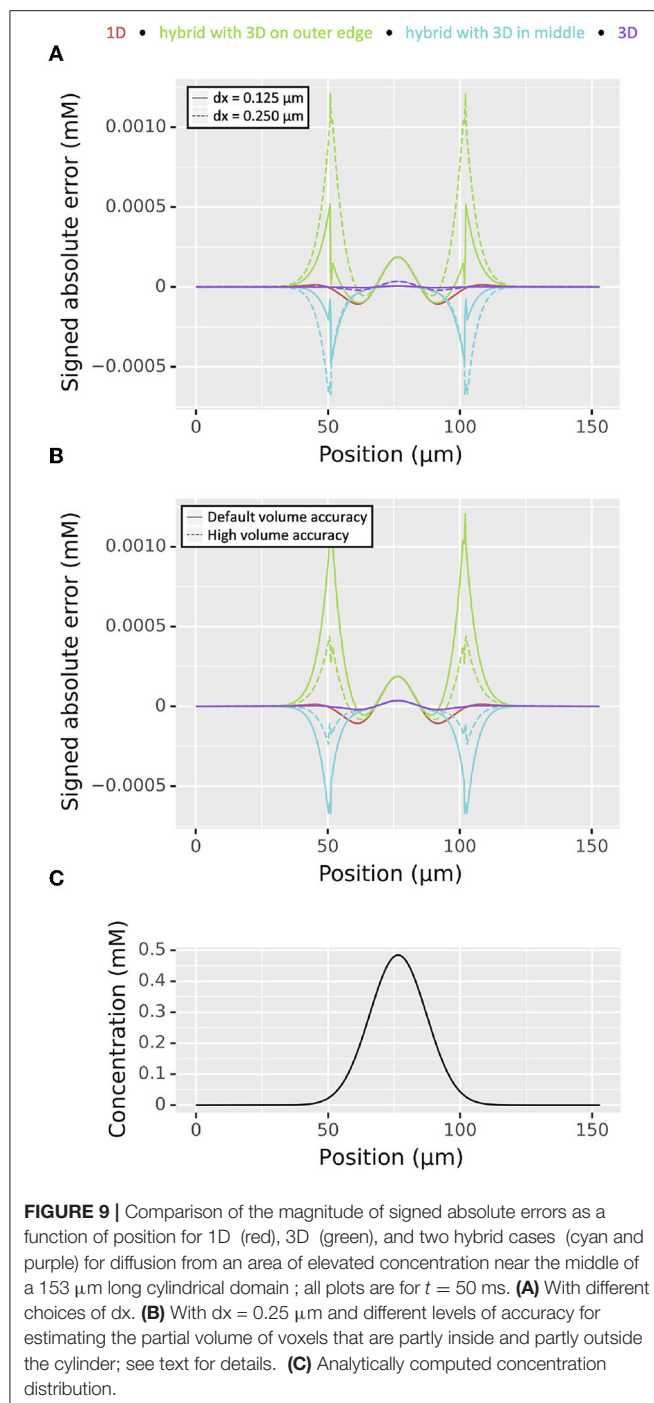 1D • hybrid with 3D on outer edge • hybrid with 3D in middle • 3D
A
dx = 0.125 μm
dx = 0.250 μm
Signed absolute error (mM)
0.0010
0.0005
0
−0.0005
0 50 100 150
Position (μm)
B
Default volume accuracy
High volume accuracy
Signed absolute error (mM)
0.0010
0.0005
0
−0.0005
0 50 100 150
Position (μm)
C
Concentration (mM)
0.5
0.4
0.3
0.2
0.1
0
0 50 100 150
Position (μm)
FIGURE 9 | Comparison of the magnitude of signed absolute errors as a
function of position for 1D (red), 3D (green), and two hybrid cases (cyan and
purple) for diffusion from an area of elevated concentration near the middle of
a 153 μm long cylindrical domain ; all plots are for t = 50 ms. (A) With different
choices of dx. (B) With dx = 0.25 μm and different levels of accuracy for
estimating the partial volume of voxels that are partly inside and partly outside
the cylinder; see text for details. (C) Analytically computed concentration
distribution.